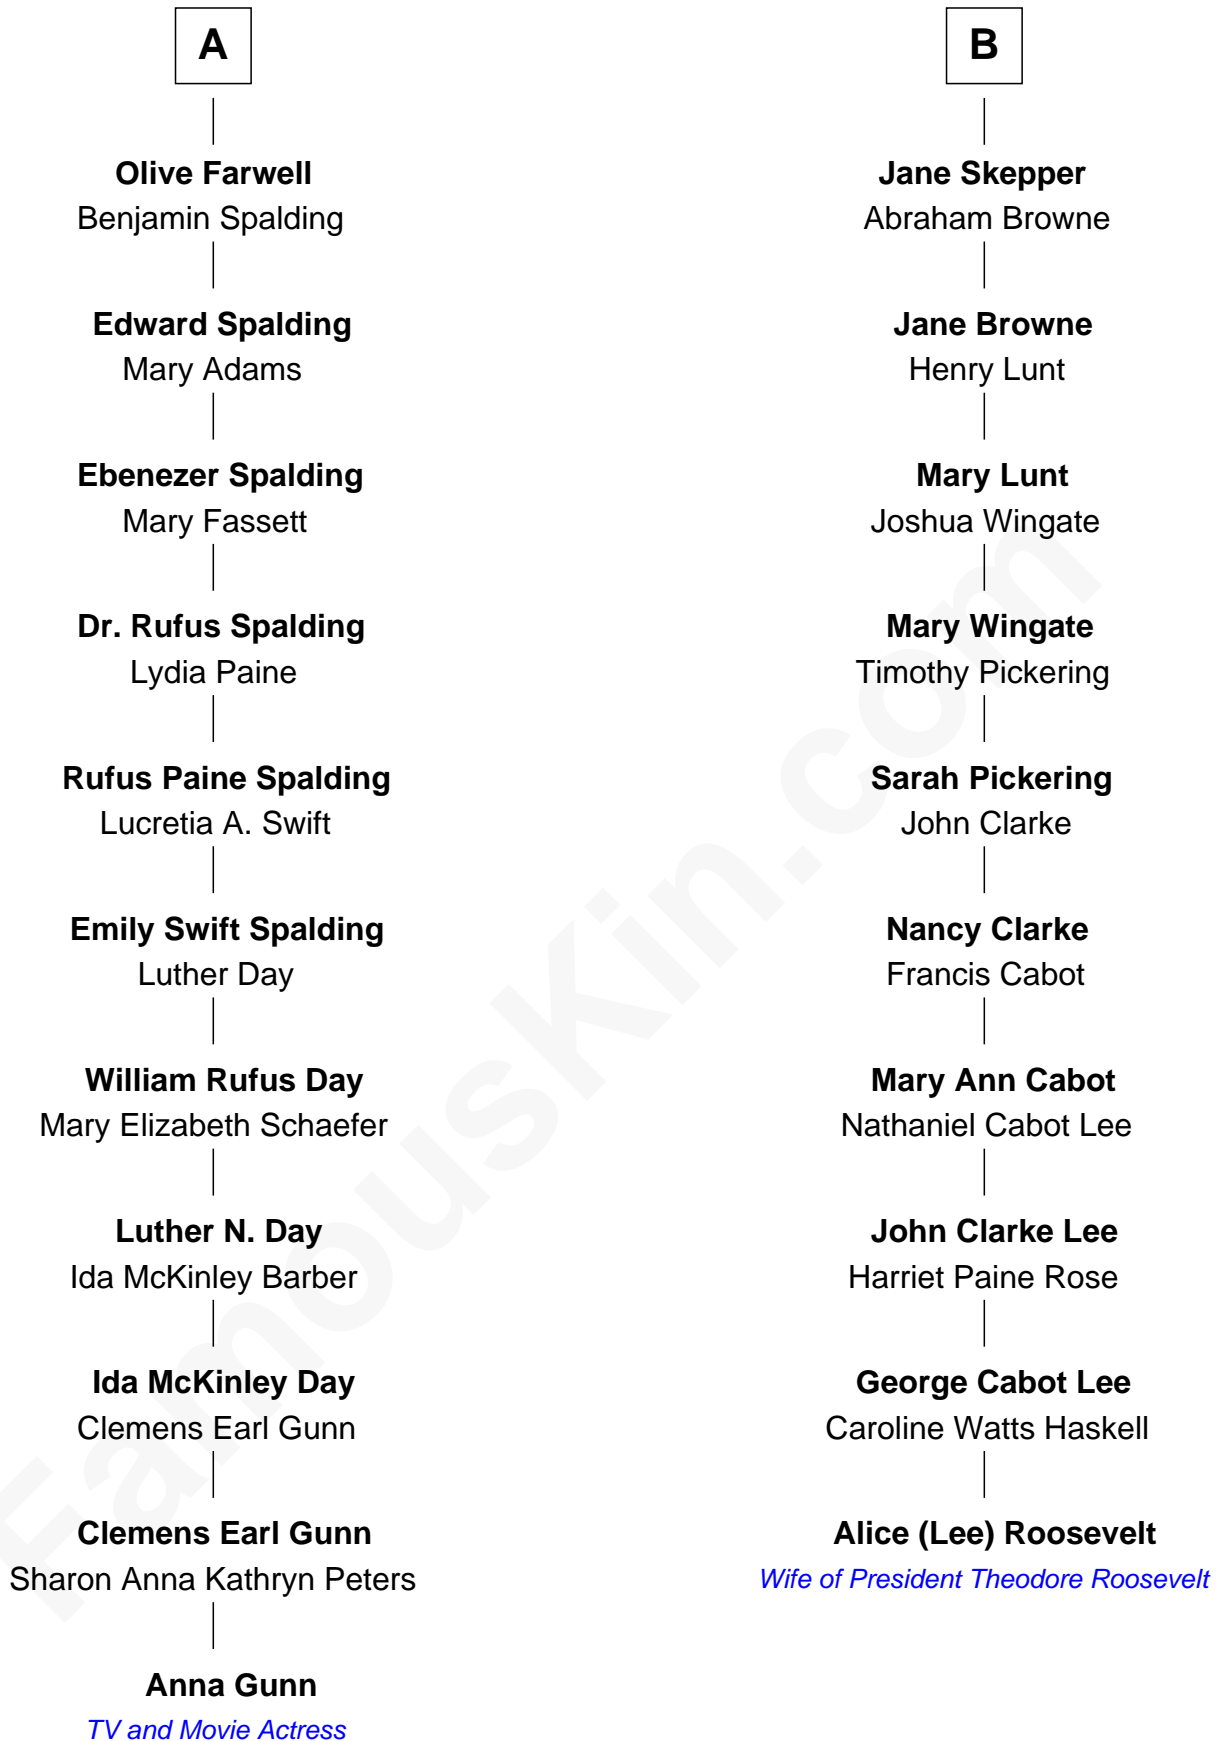 A
Olive Farwell
Benjamin Spalding
Edward Spalding
Mary Adams
Ebenezer Spalding
Mary Fassett
Dr. Rufus Spalding
Lydia Paine
Rufus Paine Spalding
Lucretia A. Swift
Emily Swift Spalding
Luther Day
William Rufus Day
Mary Elizabeth Schaefer
Luther N. Day
Ida McKinley Barber
Ida McKinley Day
Clemens Earl Gunn
Clemens Earl Gunn
Sharon Anna Kathryn Peters
Anna Gunn
TV and Movie Actress
B
Jane Skepper
Abraham Browne
Jane Browne
Henry Lunt
Mary Lunt
Joshua Wingate
Mary Wingate
Timothy Pickering
Sarah Pickering
John Clarke
Nancy Clarke
Francis Cabot
Mary Ann Cabot
Nathaniel Cabot Lee
John Clarke Lee
Harriet Paine Rose
George Cabot Lee
Caroline Watts Haskell
Alice (Lee) Roosevelt
Wife of President Theodore Roosevelt
FamousKin.com